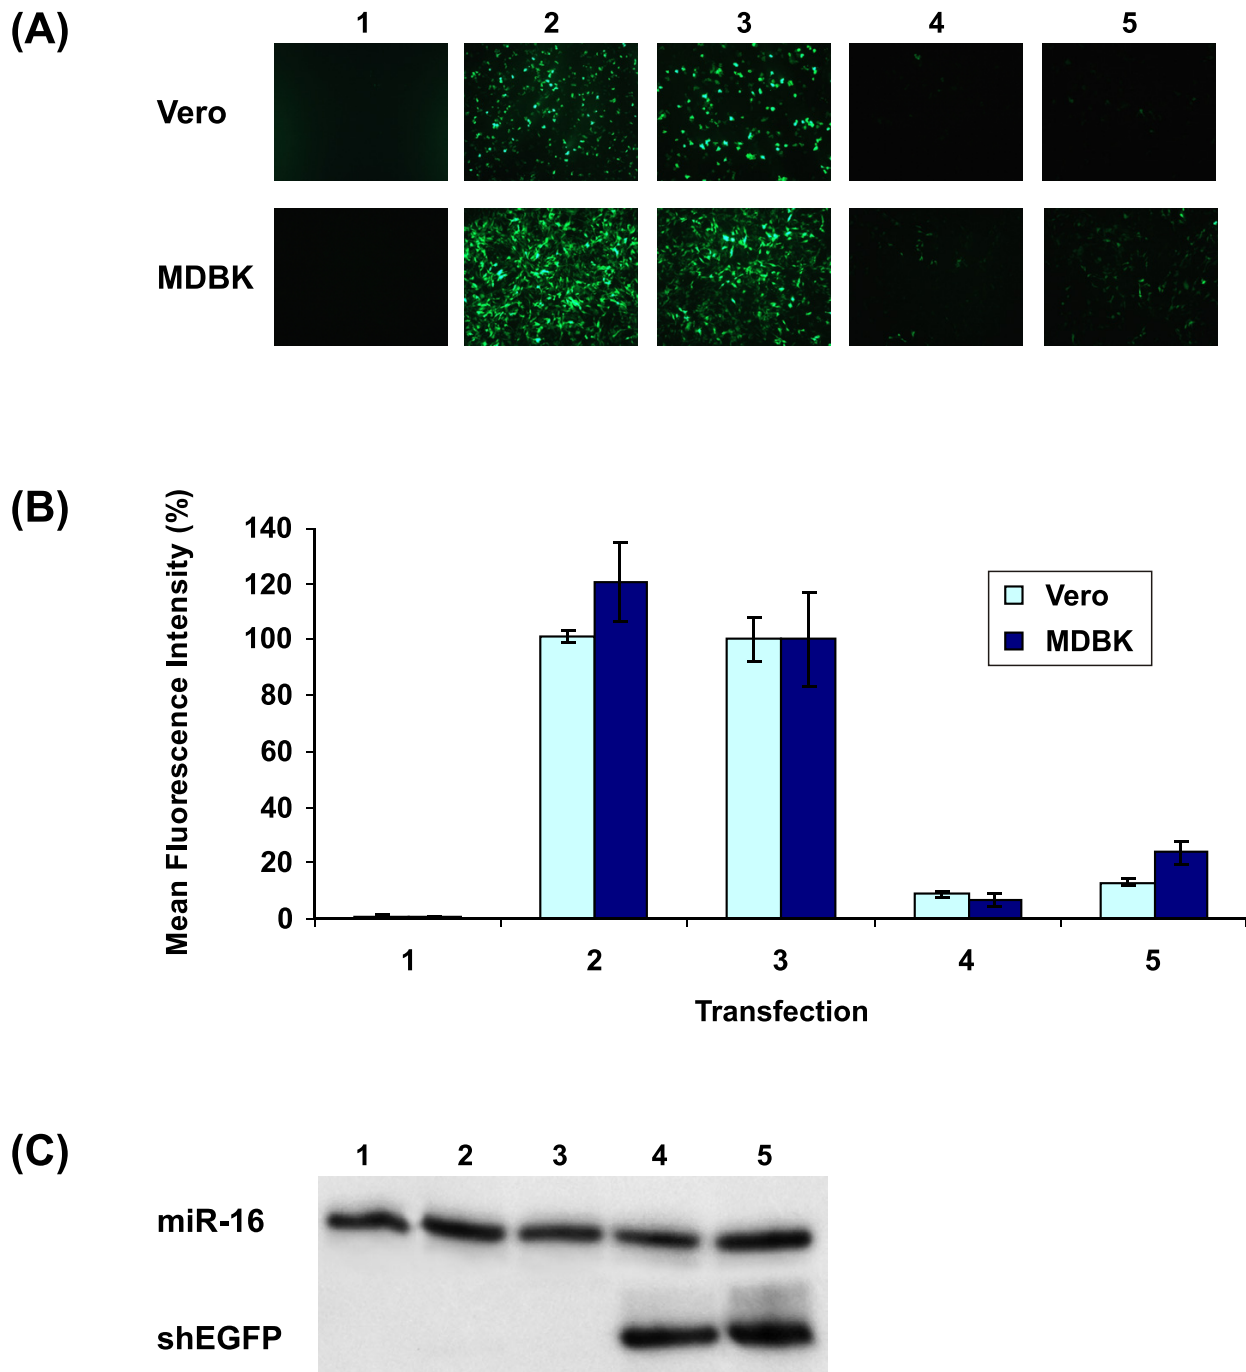 (A)
1 2 3 4 5
Vero
MDBK
(B)
Mean Fluorescence Intensity (%)
140
120
100
80
60
40
20
0
Vero
MDBK
1 2 3 4 5
Transfection
(C)
1 2 3 4 5
miR-16
shEGFP